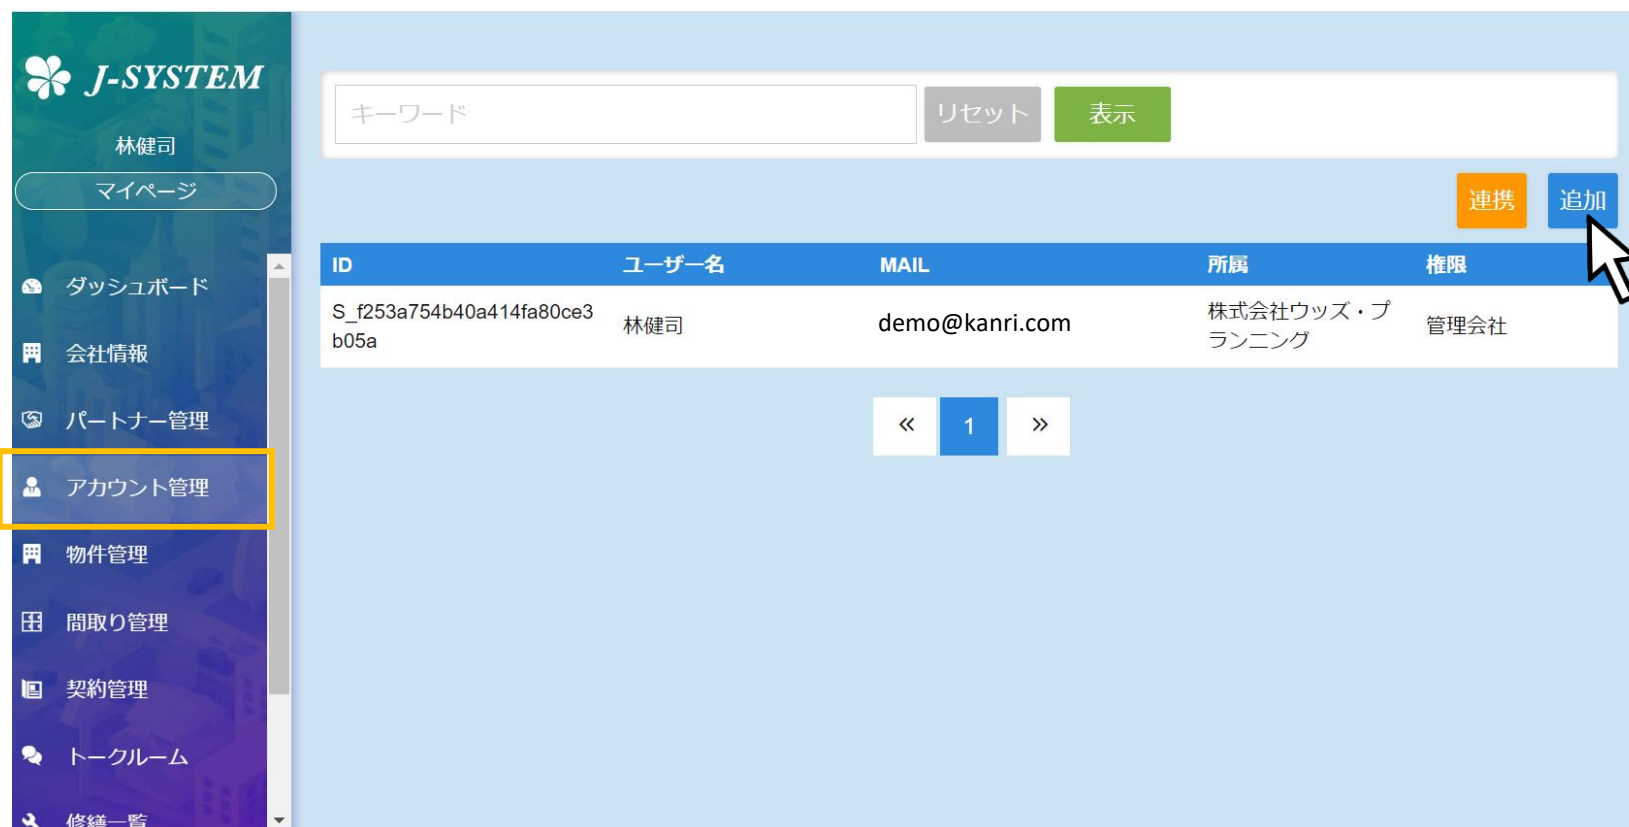 J-SYSTEM
林健司
マイページ
ダッシュボード
会社情報
パートナー管理
アカウント管理
物件管理
間取り管理
契約管理
トークルーム
修繕一覧
キーワード
リセット
表示
連携
追加
ID ユーザー名 MAIL 所属 権限
S_f253a754b40a414fa80ce3
b05a
林健司
demo@kanri.com
株式会社ウッズ・プ
ランニング
管理会社
« 1 »